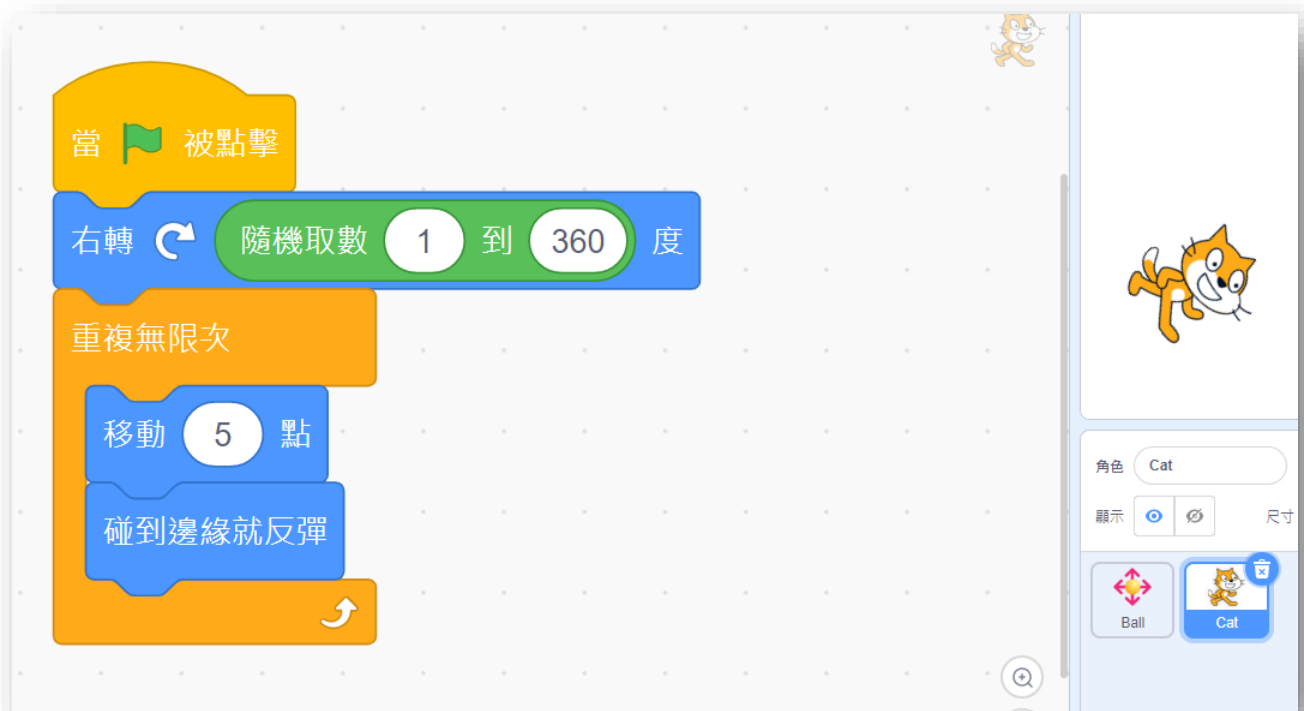 當 被點擊
右轉 隨機取數 1 到 360 度
重複無限次
移動 5 點
碰到邊緣就反彈
角色 Cat
顯示 尺寸
Ball Cat